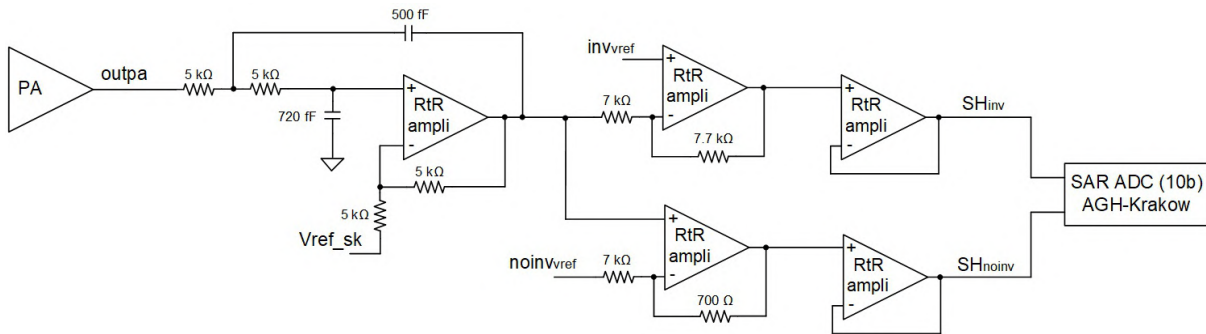 500 fF
PA
outpa
5 kΩ
5 kΩ
720 fF
+
RtR
ampli
-
5 kΩ
5 kΩ
Vref_sk
invvref
+
RtR
ampli
-
7 kΩ
7.7 kΩ
+
RtR
ampli
-
SHinv
noinvvref
+
RtR
ampli
-
7 kΩ
700 Ω
+
RtR
ampli
-
SHnoinv
SAR ADC (10b)
AGH-Krakow